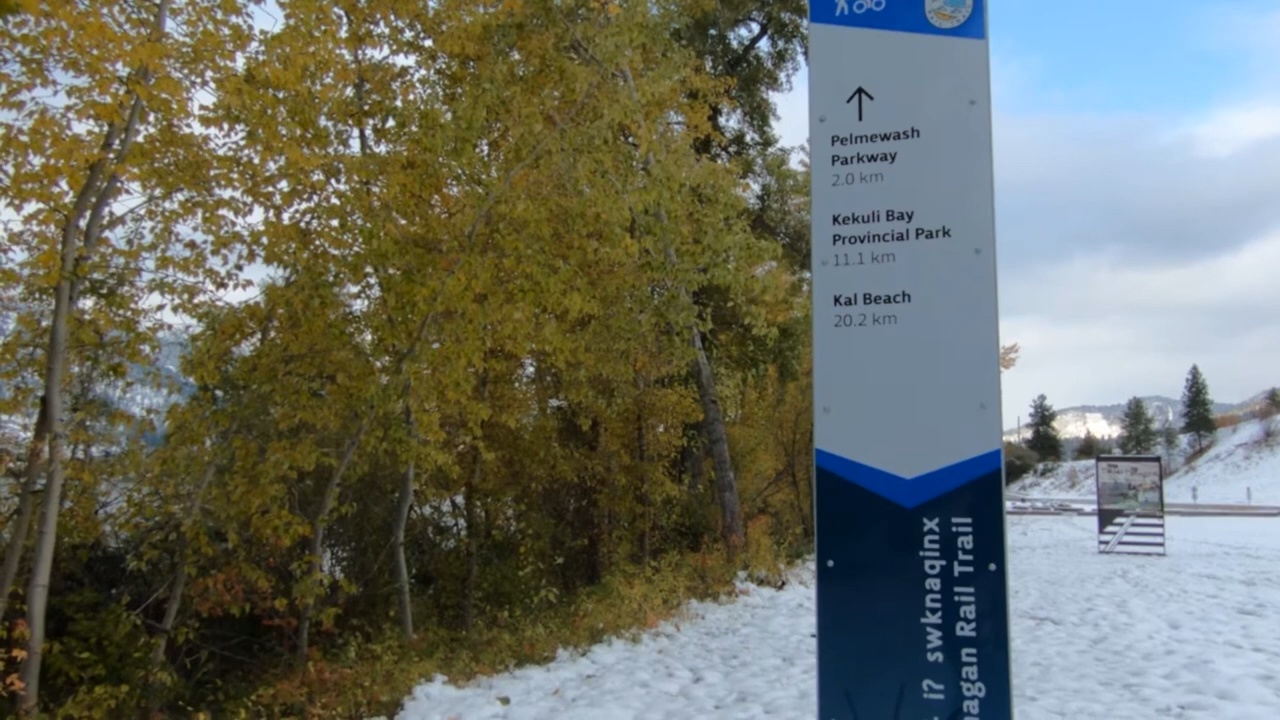 Pelmewash
Parkway
2.0 km
Kekuli Bay
Provincial Park
11.1 km
Kal Beach
20.2 km
i? swknaqinx
nagan Rail Trail